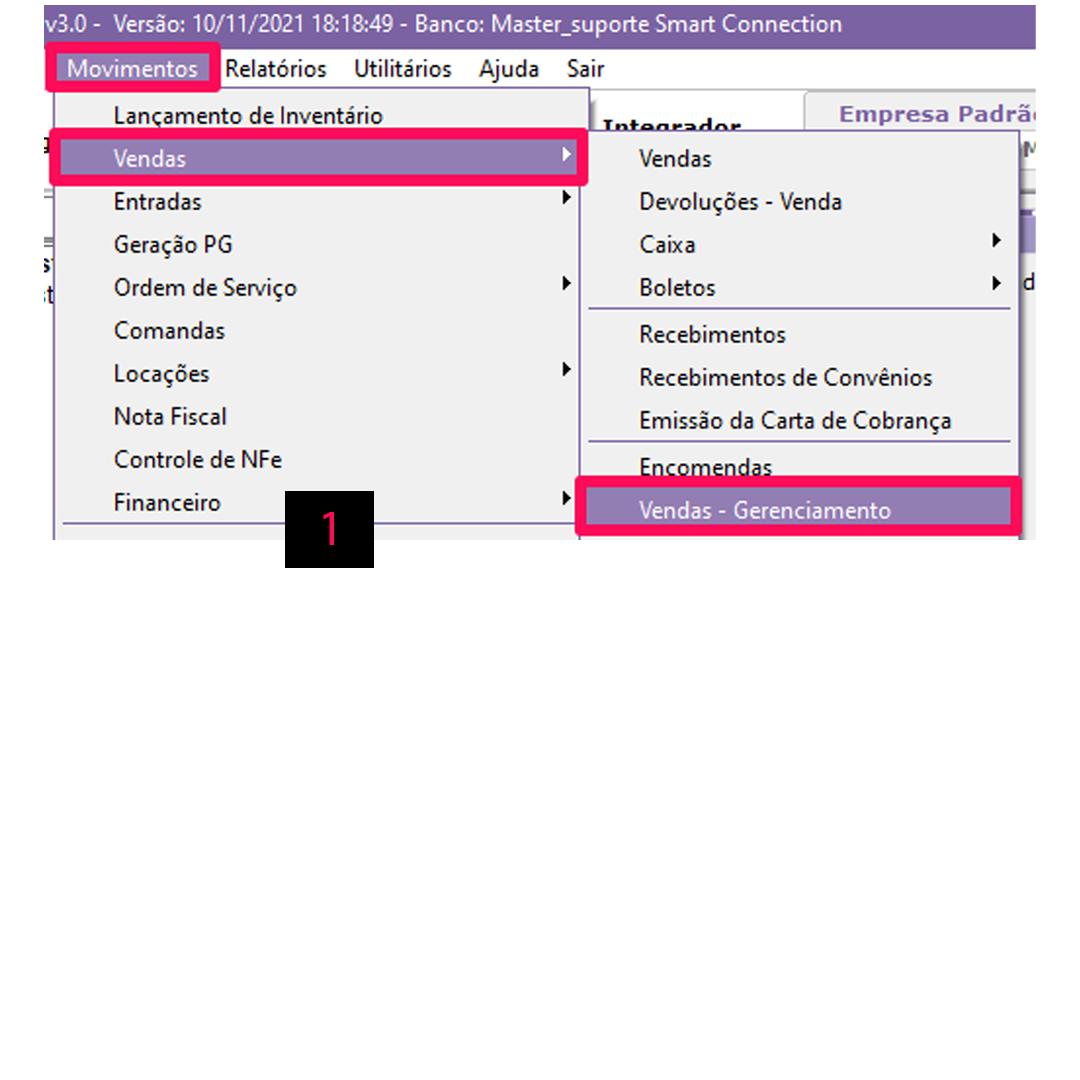 v3.0 - Versão: 10/11/2021 18:18:49 - Banco: Master_suporte Smart Connection
Movimentos Relatórios Utilitários Ajuda Sair
Lançamento de Inventário
Integrador
Empresa Padrão
Vendas
Entradas
Geração PG
Ordem de Serviço
Comandas
Locações
Nota Fiscal
Controle de NFe
Financeiro
Vendas
Devoluções - Venda
Caixa
Boletos
Recebimentos
Recebimentos de Convênios
Emissão da Carta de Cobrança
Encomendas
Vendas - Gerenciamento
1